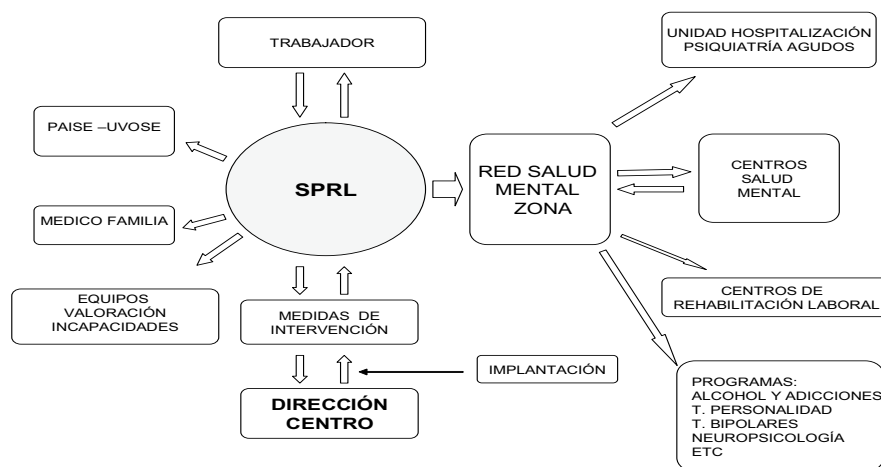 TRABAJADOR
UNIDAD HOSPITALIZACIÓN
PSIQUIATRÍA AGUDOS
PAISE –UVOSE
SPRL
RED SALUD
MENTAL
ZONA
CENTROS
SALUD
MENTAL
MEDICO FAMILIA
EQUIPOS
VALORACIÓN
INCAPACIDADES
MEDIDAS DE
INTERVENCIÓN
CENTROS DE
REHABILITACIÓN LABORAL
IMPLANTACIÓN
DIRECCIÓN
CENTRO
PROGRAMAS:
ALCOHOL Y ADICCIONES
T. PERSONALIDAD
T. BIPOLARES
NEUROPSICOLOGÍA
ETC